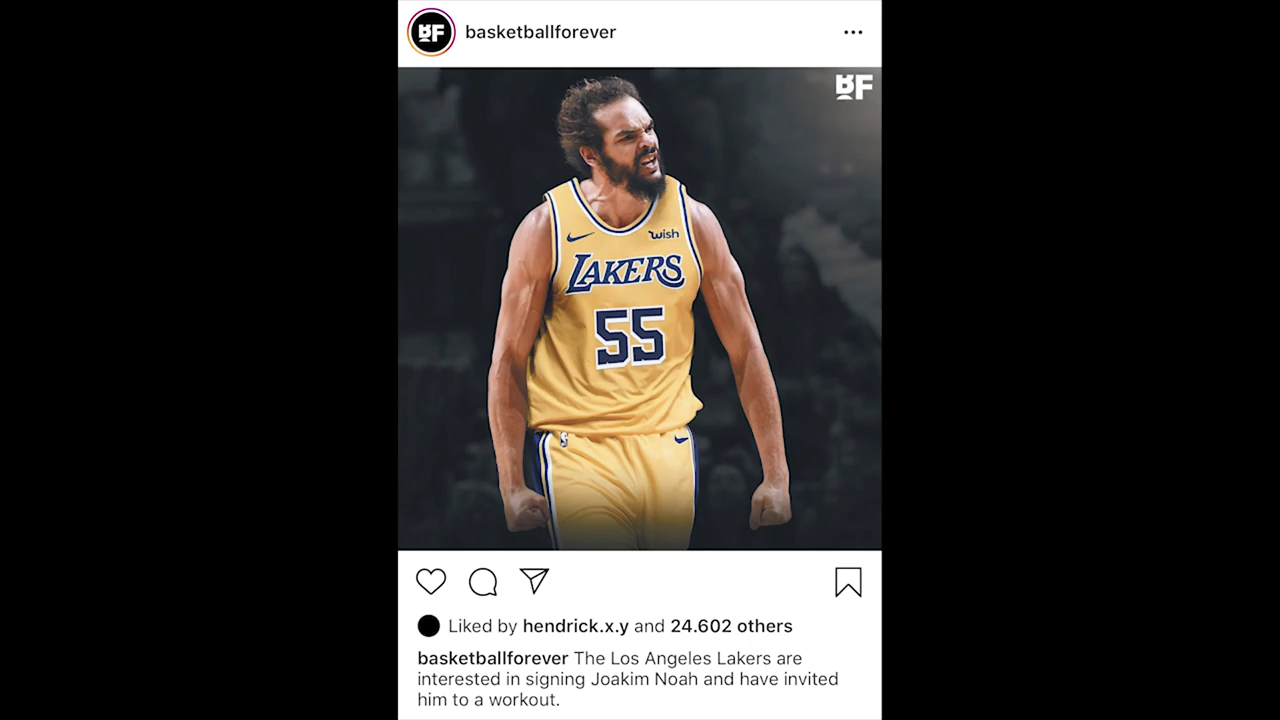 BF
basketballforever
BF
wish
LAKERS
55
Liked by hendrick.x.y and 24.602 others
basketballforever The Los Angeles Lakers are
interested in signing Joakim Noah and have invited
him to a workout.